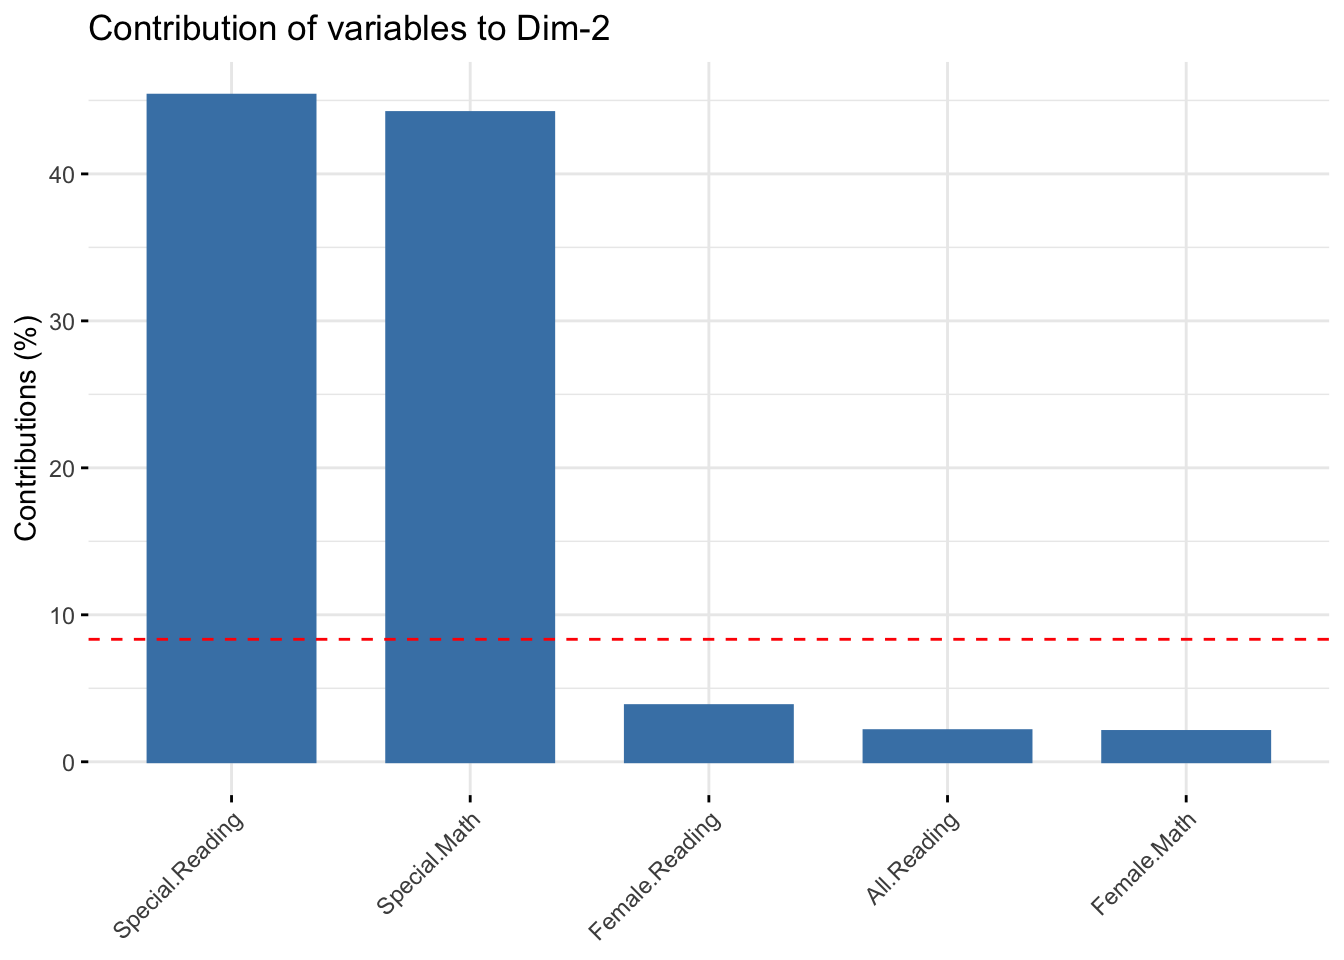 Contribution of variables to Dim-2
Contributions (%)
40
30
20
10
0
Special.Reading
Special.Math
Female.Reading
All.Reading
Female.Math